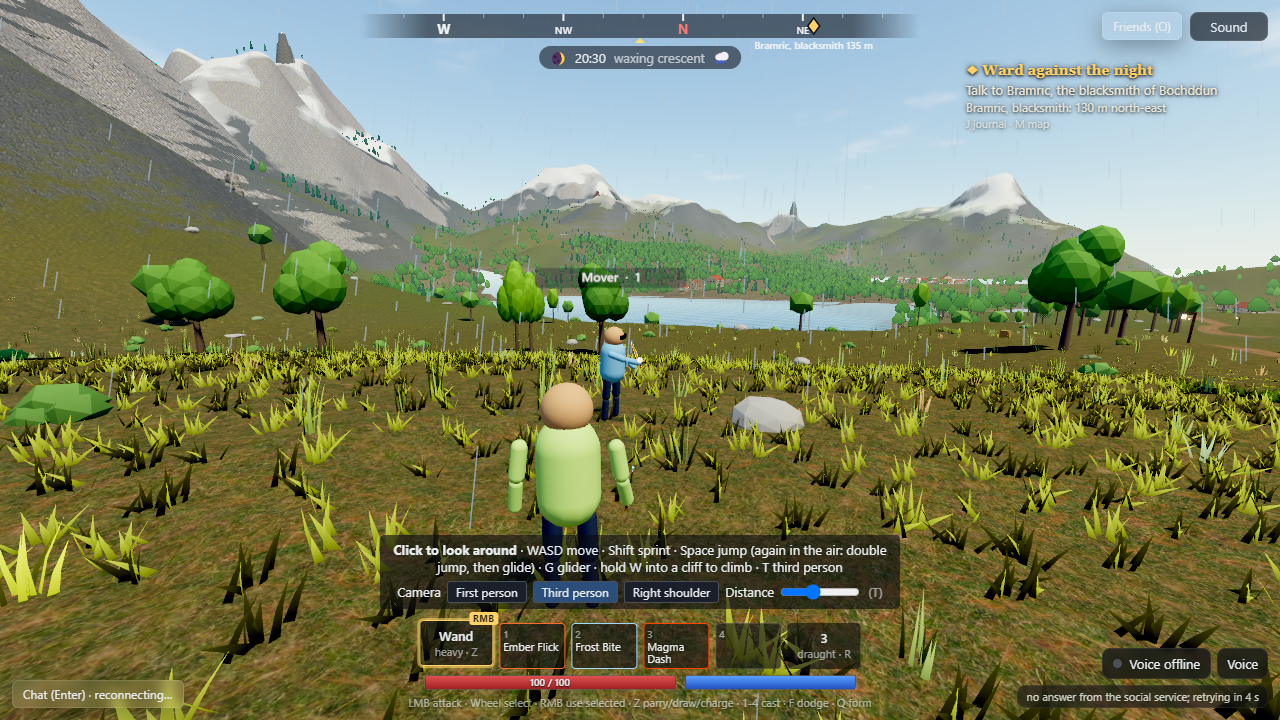 W
NW
N
NE
Bramric, blacksmith 135 m
20:30 waxing crescent
Friends (O)
Sound
Ward against the night
Talk to Bramric, the blacksmith of Bochddun
Bramric, blacksmith: 130 m north-east
J journal · M map
Mover · 1
Click to look around · WASD move · Shift sprint · Space jump (again in the air: double
jump, then glide) · G glider · hold W into a cliff to climb · T third person
Camera First person Third person Right shoulder Distance (T)
RMB
Wand
heavy · Z
1
Ember Flick
2
Frost Bite
3
Magma
Dash
4
3
draught · R
100 / 100
LMB attack · Wheel select · RMB use selected · Z parry/draw/charge · 1-4 cast · F dodge · Q form
Chat (Enter) · reconnecting...
Voice offline
Voice
no answer from the social service; retrying in 4 s